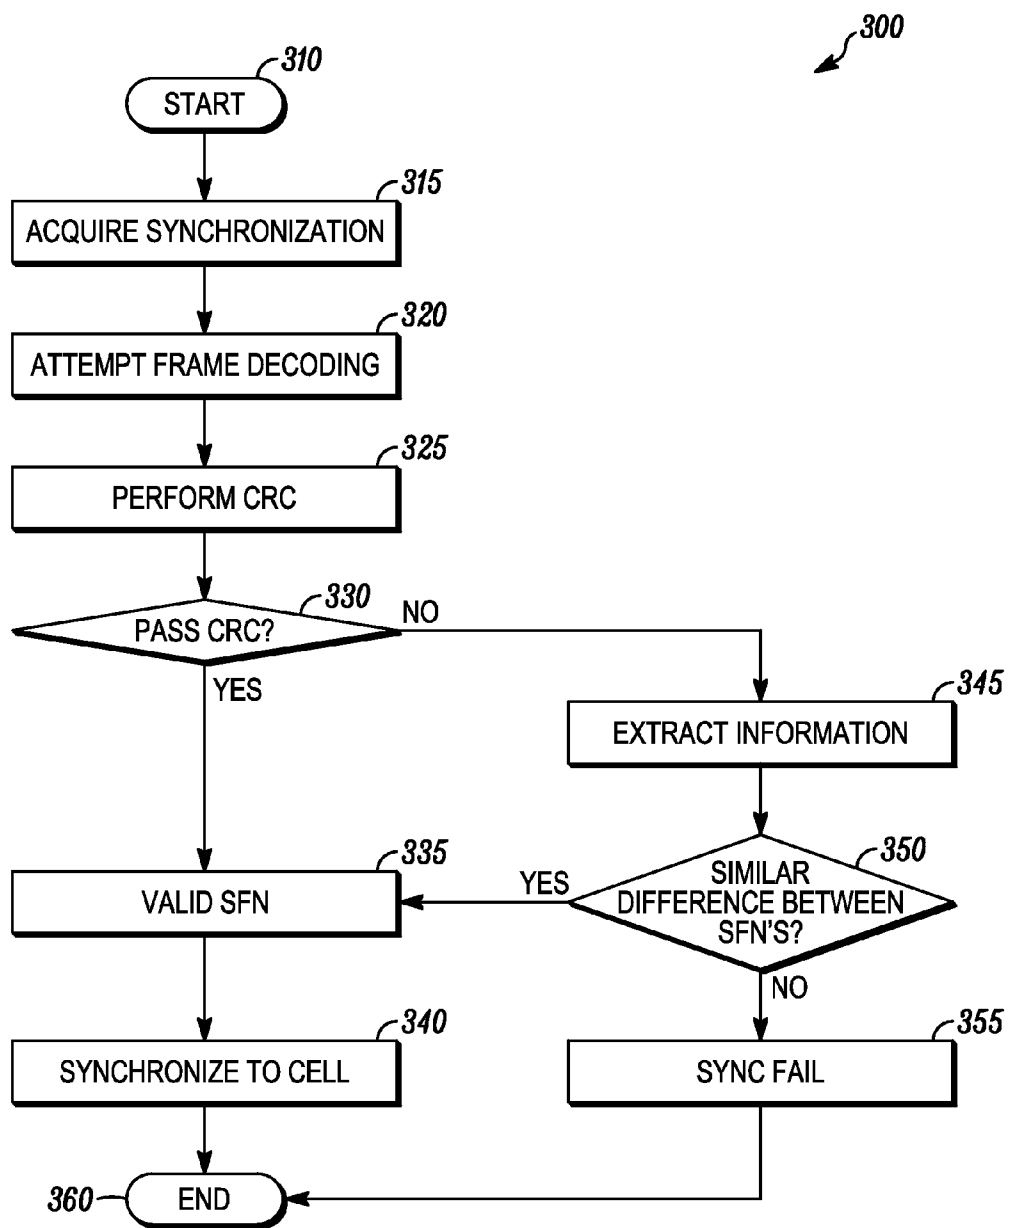 300
310
START
315
ACQUIRE SYNCHRONIZATION
320
ATTEMPT FRAME DECODING
325
PERFORM CRC
330
PASS CRC?
NO
YES
345
EXTRACT INFORMATION
335
VALID SFN
350
YES
SIMILAR
DIFFERENCE BETWEEN
SFN'S?
NO
340
SYNCHRONIZE TO CELL
355
SYNC FAIL
360
END